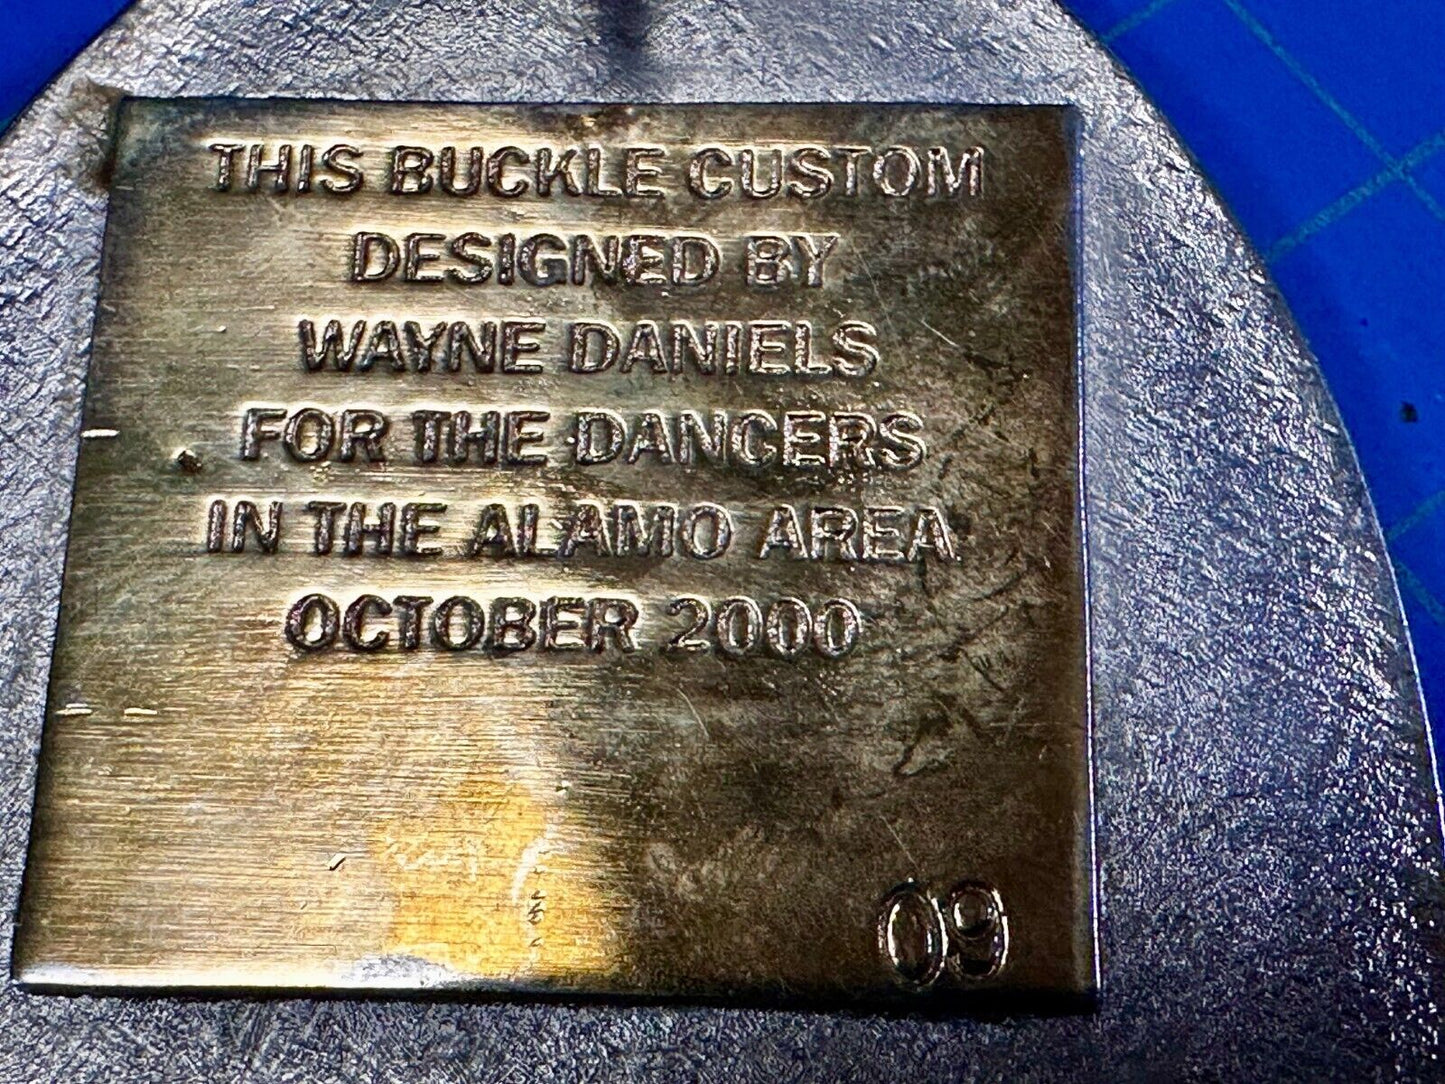 THIS BUCKLE CUSTOM
DESIGNED BY
WAYNE DANIELS
FOR THE DANCERS
IN THE ALAMO AREA
OCTOBER 2000
09